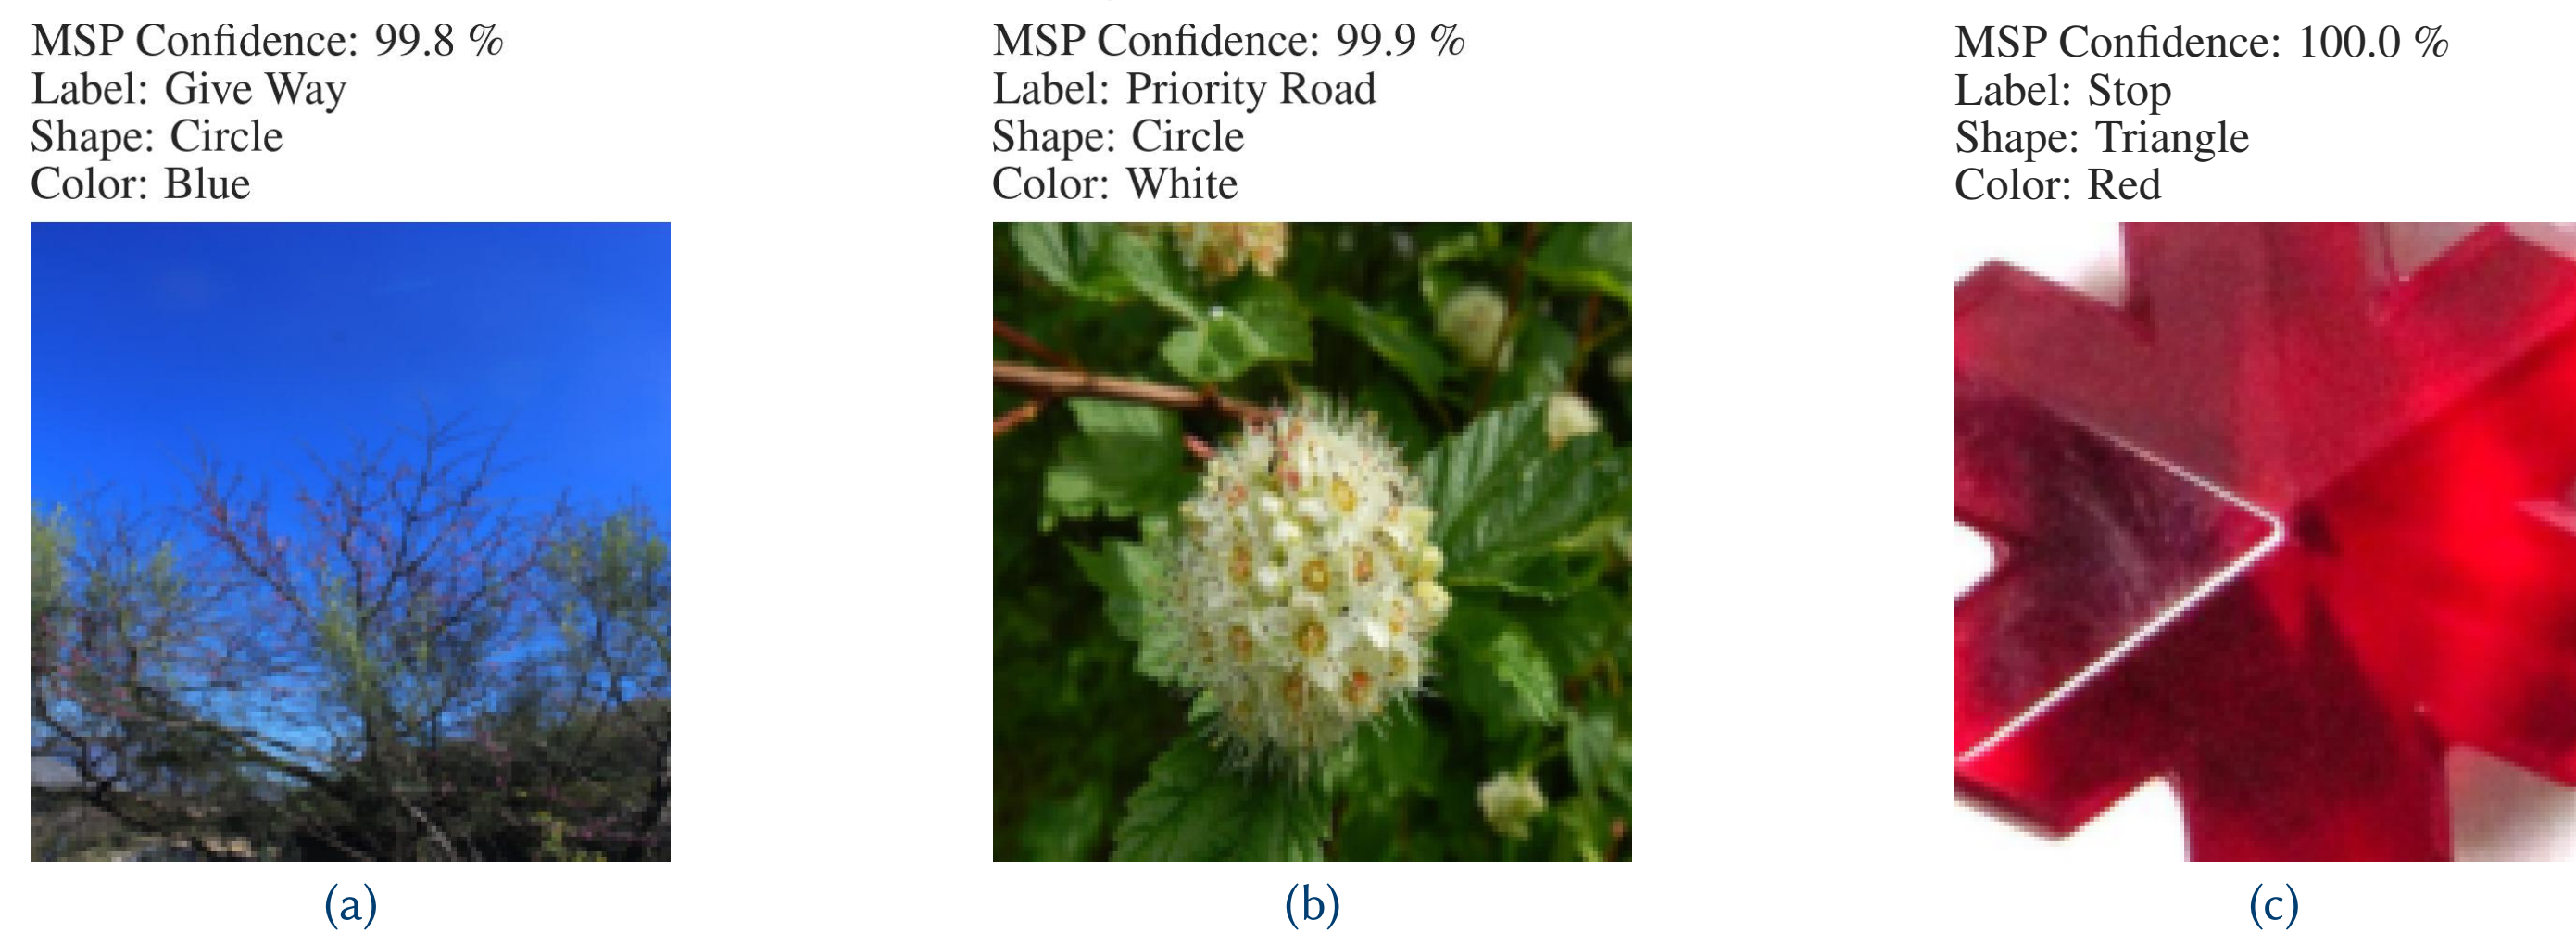 MSP Confidence: 99.8 %
Label: Give Way
Shape: Circle
Color: Blue
(a)
MSP Confidence: 99.9 %
Label: Priority Road
Shape: Circle
Color: White
(b)
MSP Confidence: 100.0 %
Label: Stop
Shape: Triangle
Color: Red
(c)